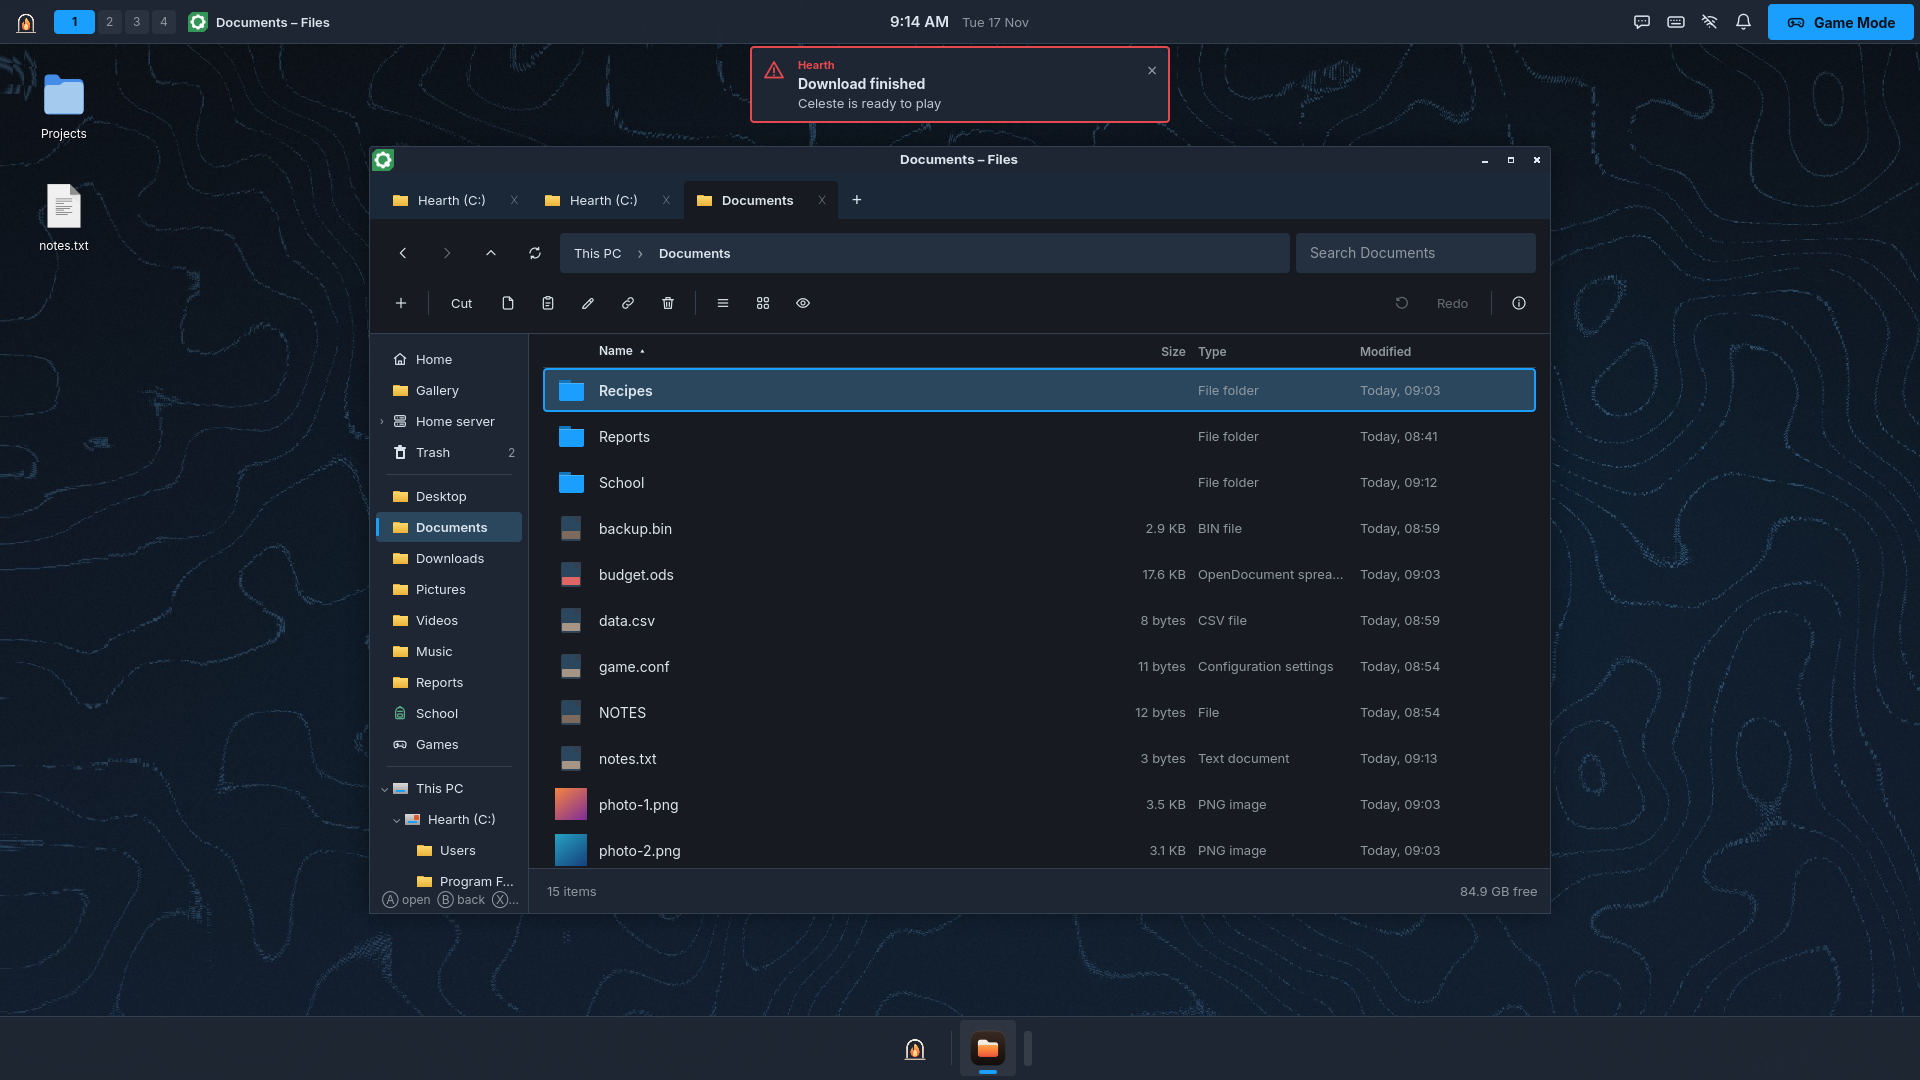 1 2 3 4 Documents – Files 9:14 AM Tue 17 Nov Game Mode
Hearth
Download finished
Celeste is ready to play
Projects
notes.txt
Documents – Files
Hearth (C:) Hearth (C:) Documents
This PC Documents Search Documents
Cut Redo
Home
Gallery
Home server
Trash 2
Desktop
Documents
Downloads
Pictures
Videos
Music
Reports
School
Games
This PC
Hearth (C:)
Users
Program F...
A open B back X...
Name Size Type Modified
Recipes File folder Today, 09:03
Reports File folder Today, 08:41
School File folder Today, 09:12
backup.bin 2.9 KB BIN file Today, 08:59
budget.ods 17.6 KB OpenDocument sprea... Today, 09:03
data.csv 8 bytes CSV file Today, 08:59
game.conf 11 bytes Configuration settings Today, 08:54
NOTES 12 bytes File Today, 08:54
notes.txt 3 bytes Text document Today, 09:13
photo-1.png 3.5 KB PNG image Today, 09:03
photo-2.png 3.1 KB PNG image Today, 09:03
15 items 84.9 GB free